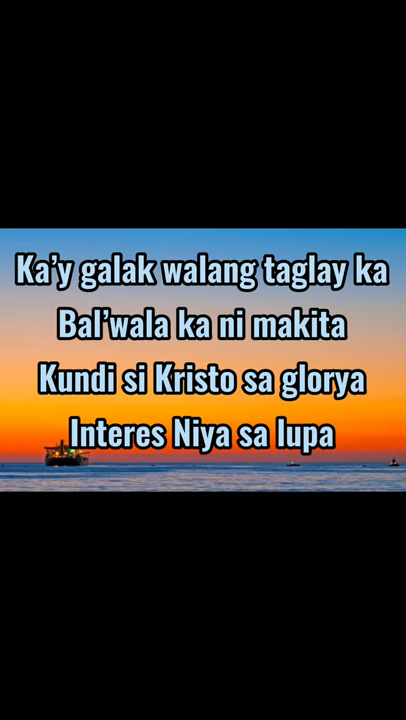 Ka'y galak walang taglay ka
Bal'wala ka ni makita
Kundi si Kristo sa glorya
Interes Niya sa lupa